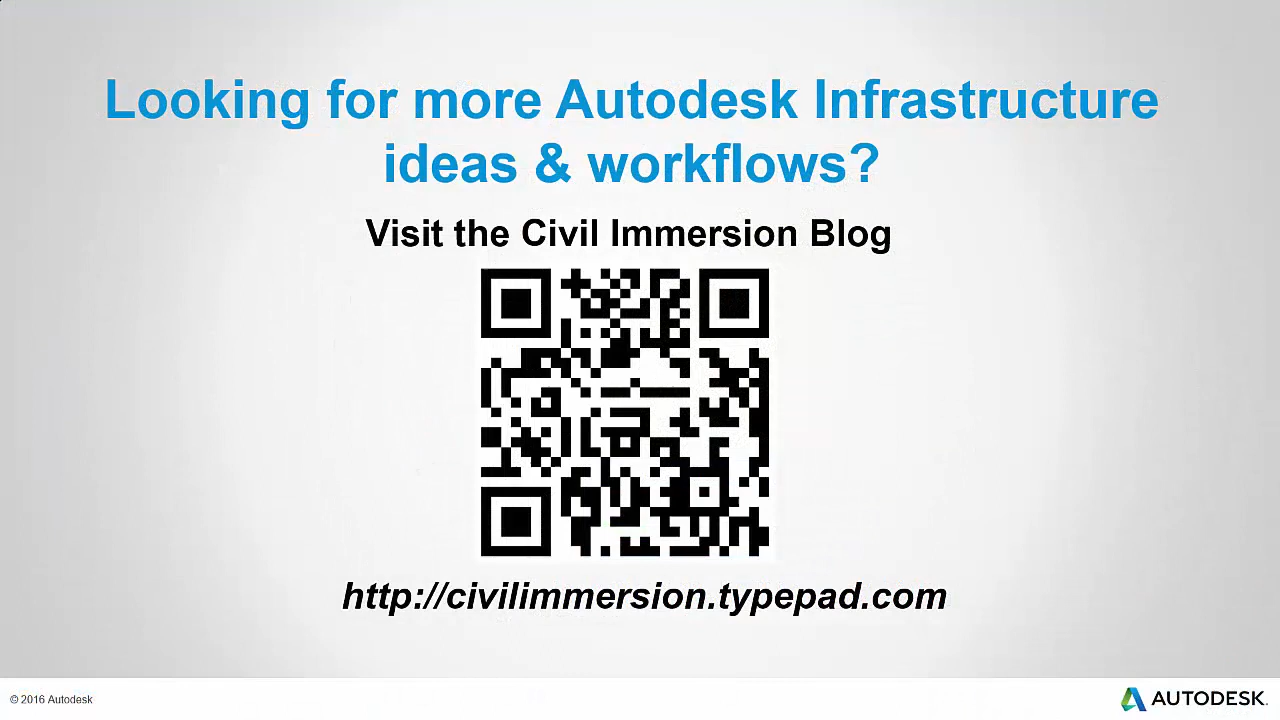 Looking for more Autodesk Infrastructure
ideas & workflows?
Visit the Civil Immersion Blog
http://civilimmersion.typepad.com
© 2016 Autodesk
AUTODESK.